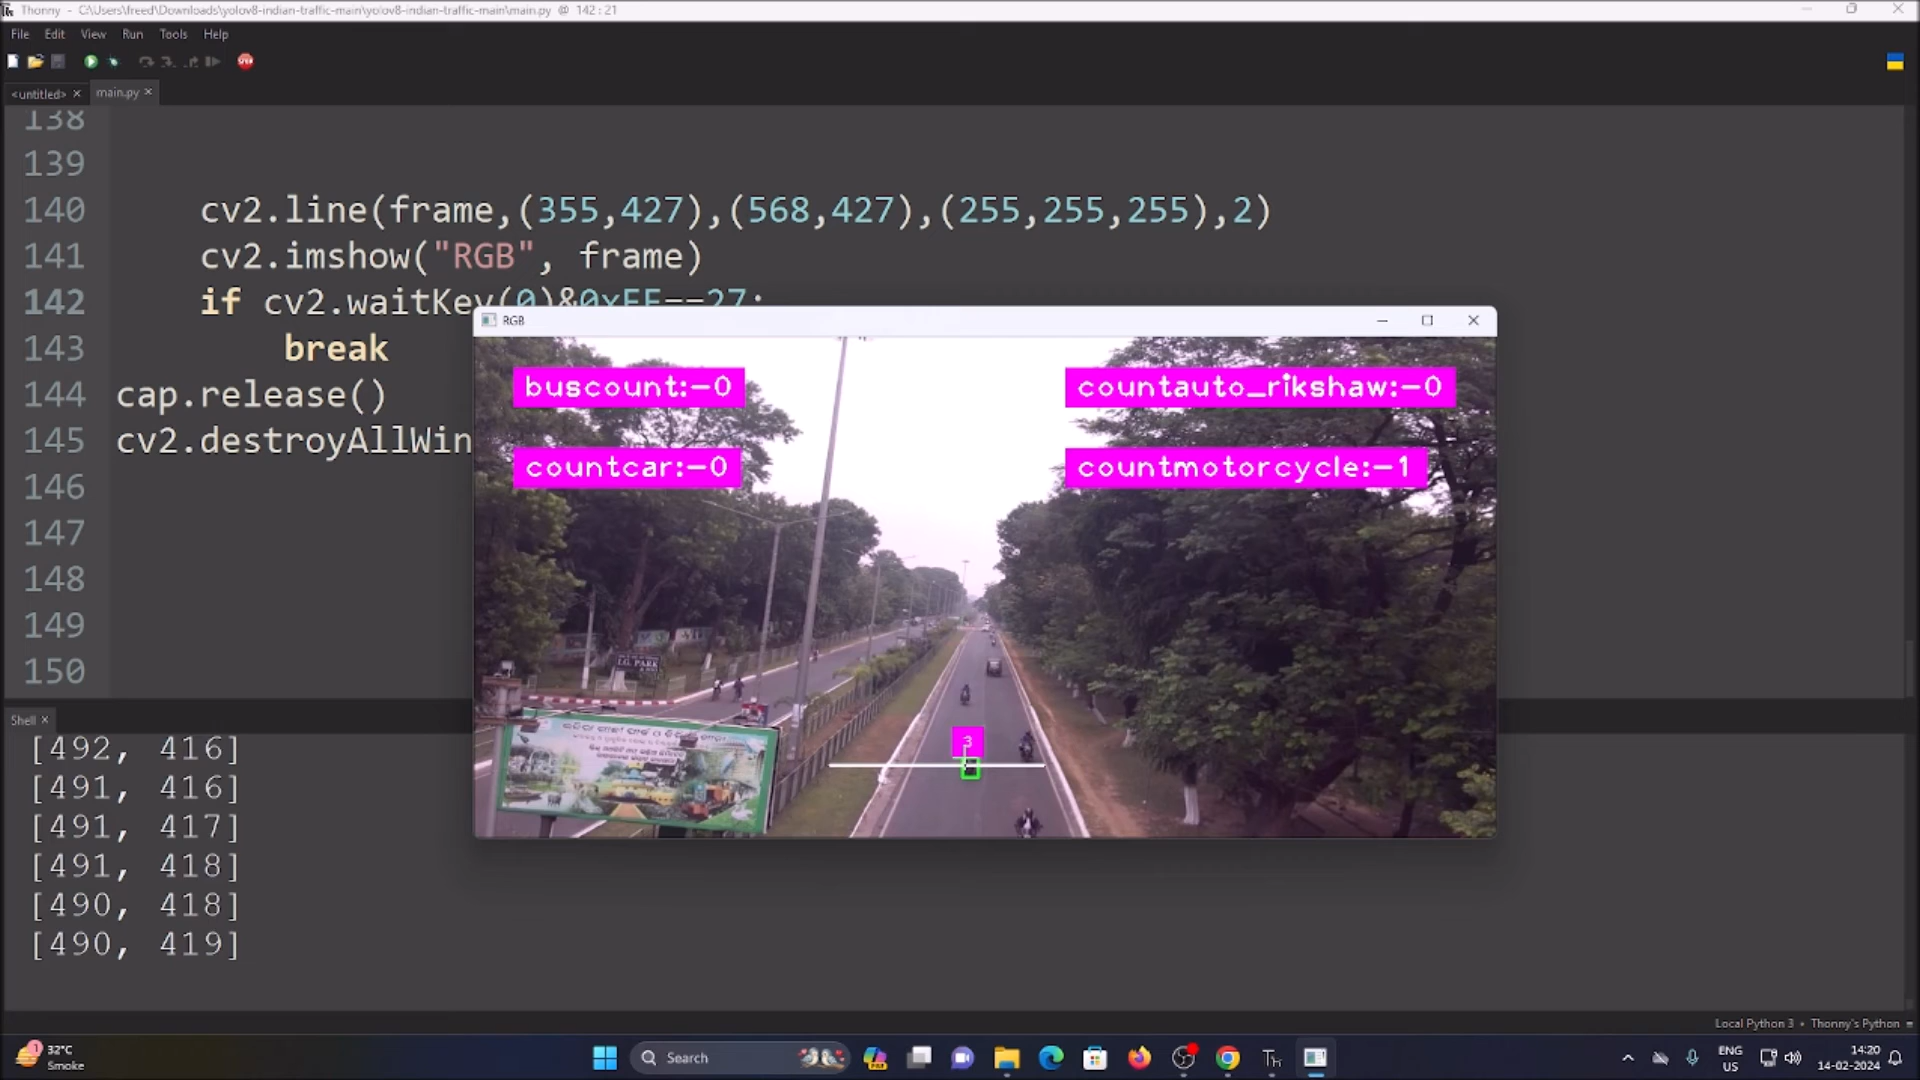 Thonny - C:\Users\freed\Downloads\yolov8-indian-traffic-main\yolov8-indian-traffic-main\main.py @ 142 : 21
File Edit View Run Tools Help
<untitled> × main.py ×
138
139
140 cv2.line(frame,(355,427),(568,427),(255,255,255),2)
141 cv2.imshow("RGB", frame)
142 if cv2.waitKey(0)&0xFF==27:
143 break
144 cap.release()
145 cv2.destroyAllWin
146
147
148
149
150
RGB
buscount:-0 countauto_rikshaw:-0
countcar:-0 countmotorcycle:-1
I.G. PARK
3
Shell ×
[492, 416]
[491, 416]
[491, 417]
[491, 418]
[490, 418]
[490, 419]
Local Python 3 • Thonny's Python
1 32°C
Smoke
Search
ENG
US
14:20
14-02-2024